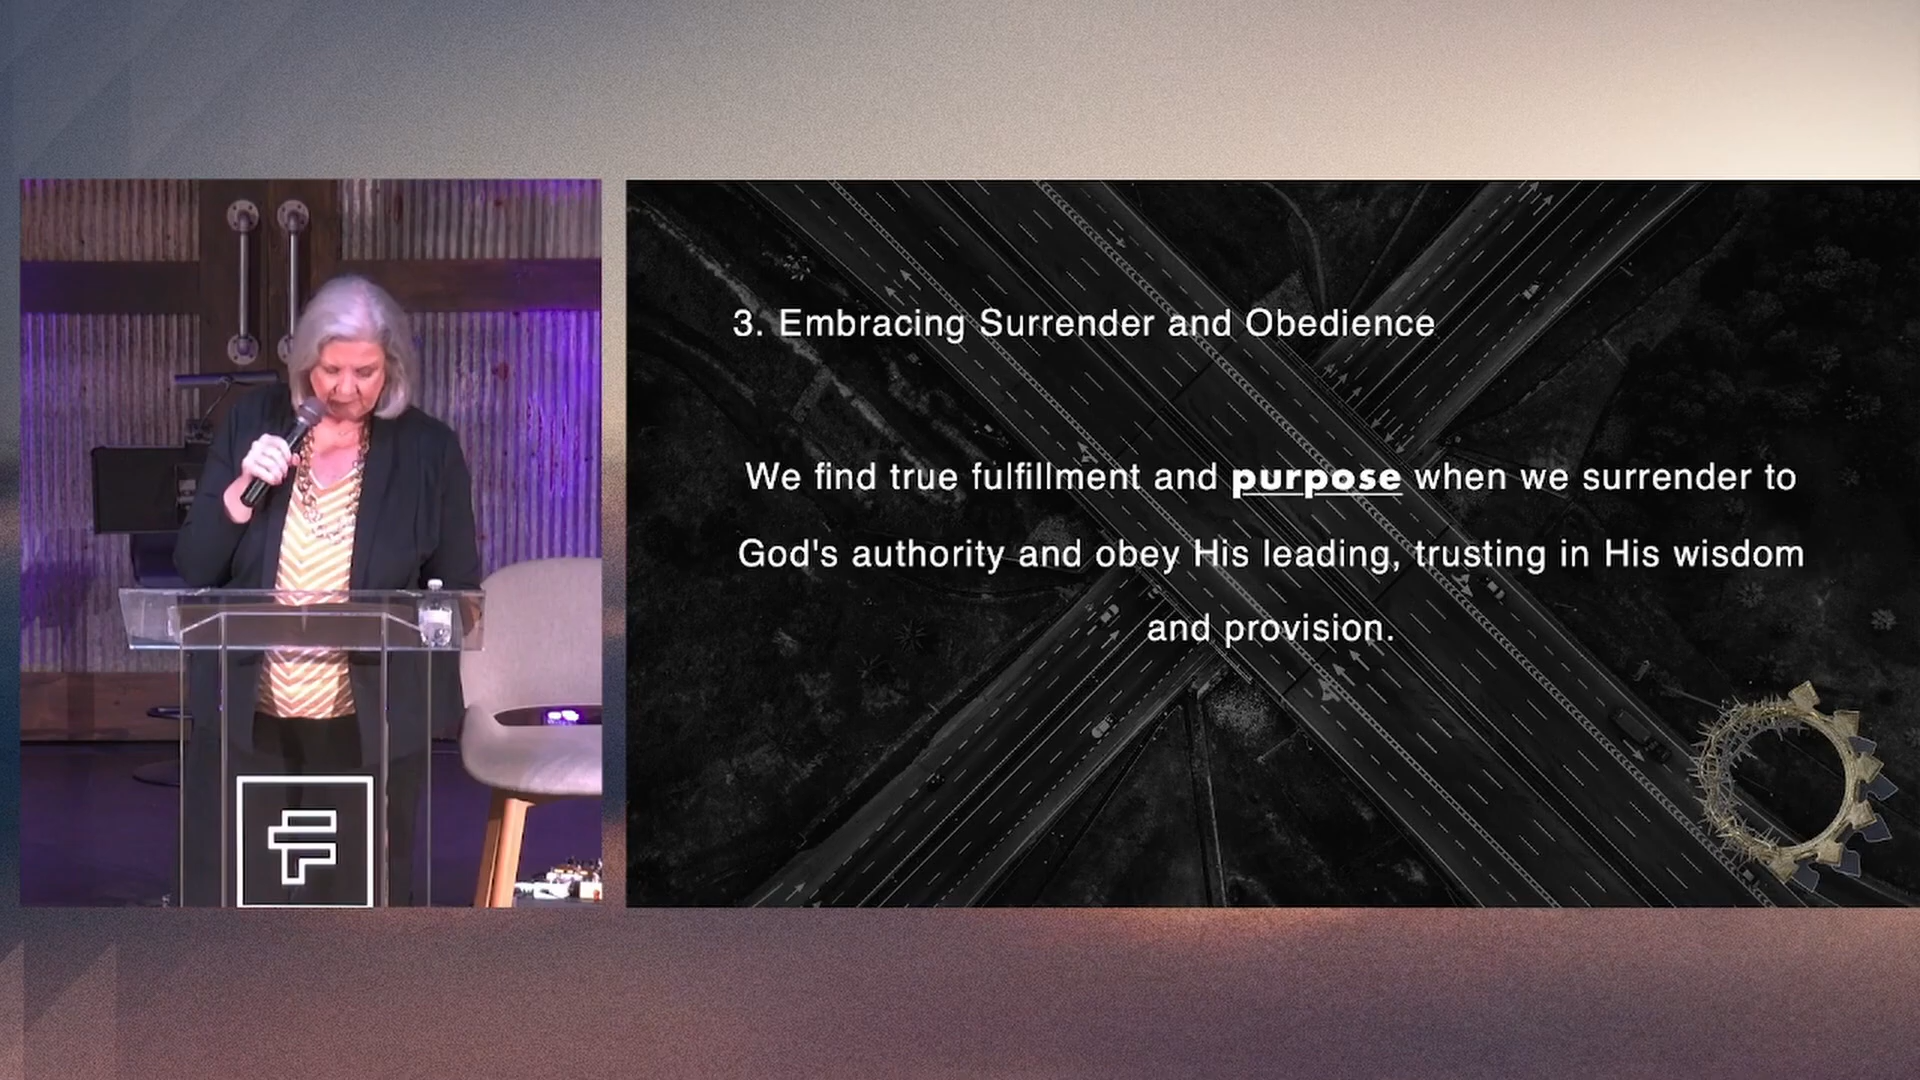 3. Embracing Surrender and Obedience
We find true fulfillment and purpose when we surrender to
God's authority and obey His leading, trusting in His wisdom
and provision.